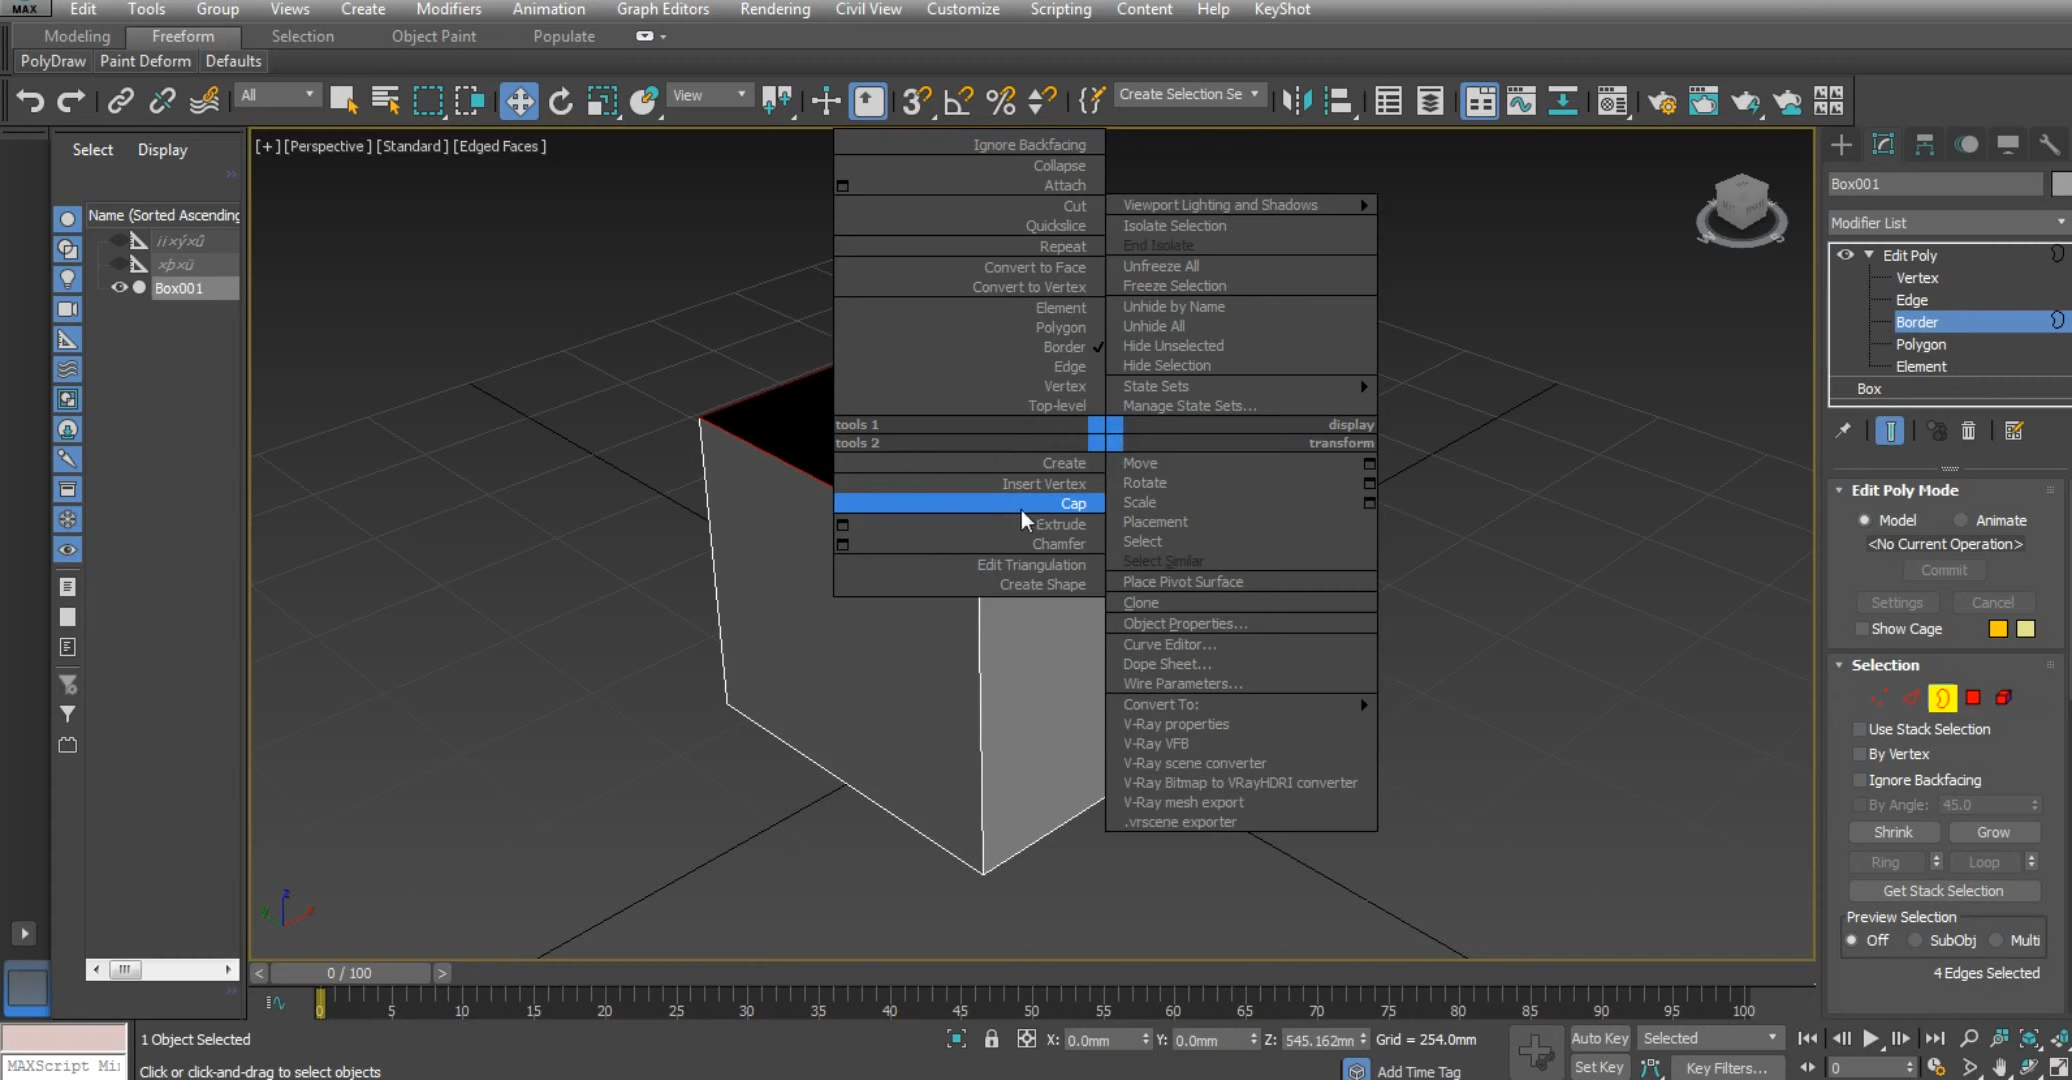 MAX Edit Tools Group Views Create Modifiers Animation Graph Editors Rendering Civil View Customize Scripting Content Help KeyShot
Modeling Freeform Selection Object Paint Populate
PolyDraw Paint Deform Defaults
All View Create Selection Se
Select Display
Name (Sorted Ascending
Box001
[+] [Perspective] [Standard] [Edged Faces]
Ignore Backfacing
Collapse
Attach
Cut
Quickslice
Repeat
Convert to Face
Convert to Vertex
Element
Polygon
Border
Edge
Vertex
Top-level
tools 1
tools 2
Create
Insert Vertex
Cap
Extrude
Chamfer
Edit Triangulation
Create Shape
Viewport Lighting and Shadows
Isolate Selection
End Isolate
Unfreeze All
Freeze Selection
Unhide by Name
Unhide All
Hide Unselected
Hide Selection
State Sets
Manage State Sets...
display
transform
Move
Rotate
Scale
Placement
Select
Select Similar
Place Pivot Surface
Clone
Object Properties...
Curve Editor...
Dope Sheet...
Wire Parameters...
Convert To:
V-Ray properties
V-Ray VFB
V-Ray scene converter
V-Ray Bitmap to VRayHDRI converter
V-Ray mesh export
.vrscene exporter
Box001
Modifier List
Edit Poly
Vertex
Edge
Border
Polygon
Element
Box
Edit Poly Mode
Model Animate
<No Current Operation>
Commit
Settings Cancel
Show Cage
Selection
Use Stack Selection
By Vertex
Ignore Backfacing
By Angle: 45.0
Shrink Grow
Ring Loop
Get Stack Selection
Preview Selection
Off SubObj Multi
4 Edges Selected
z
x
< 0 / 100 >
0 5 10 15 20 25 30 35 40 45 50 55 60 65 70 75 80 85 90 95 100
1 Object Selected X: 0.0mm Y: 0.0mm Z: 545.162mm Grid = 254.0mm Auto Key Selected
MAXScript Mi Click or click-and-drag to select objects Add Time Tag Set Key Key Filters... 0